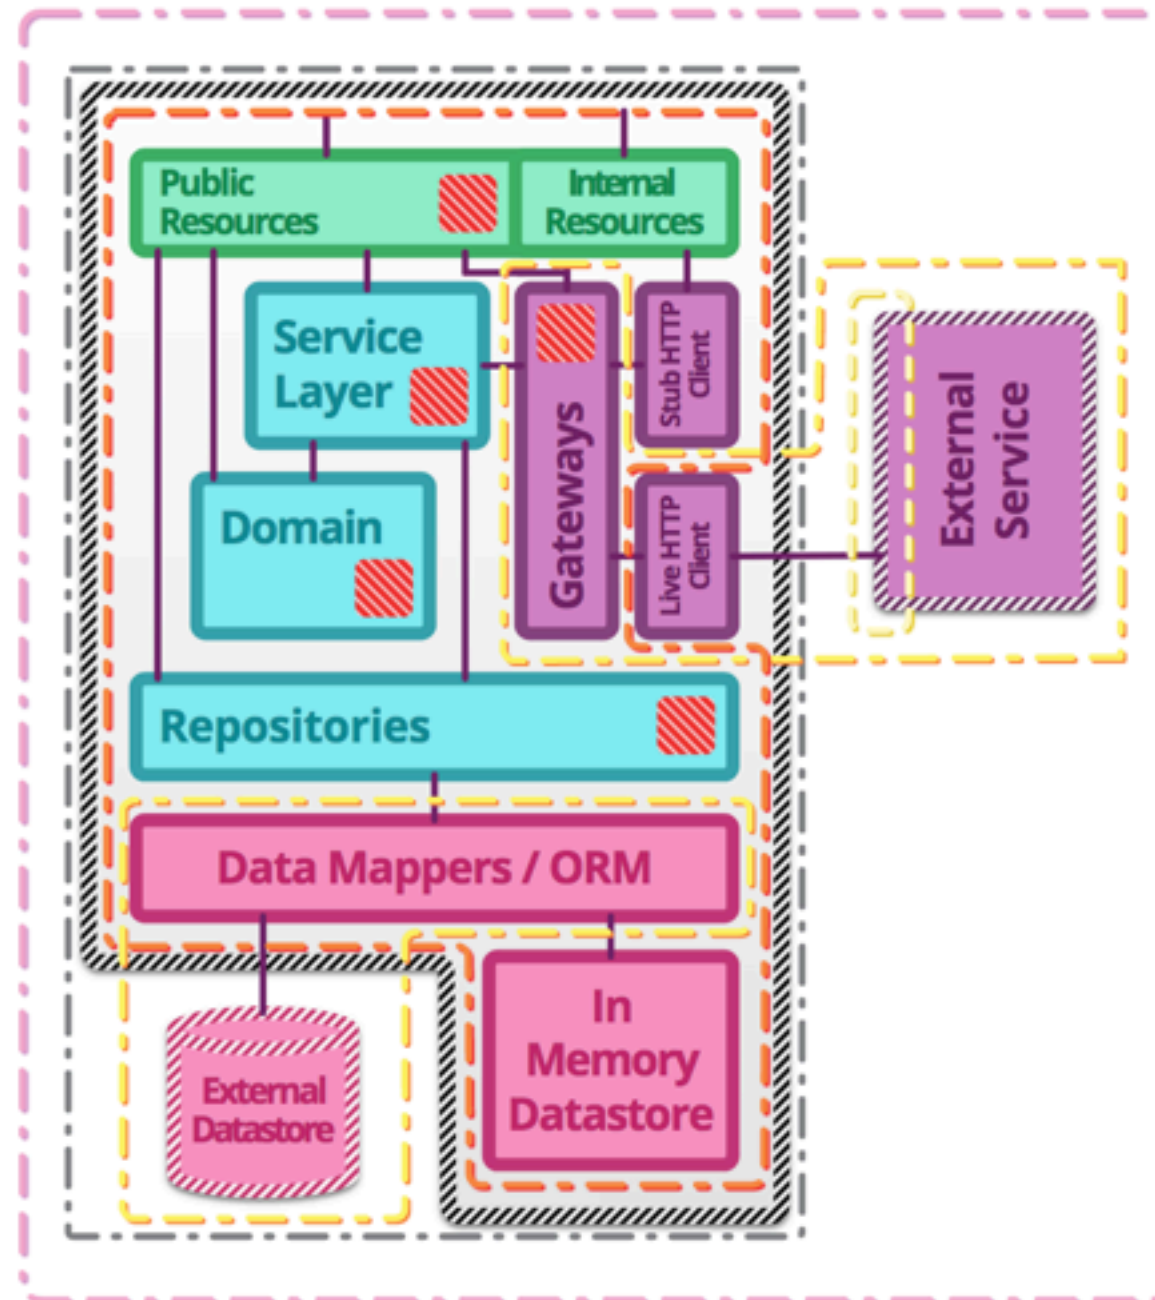 Public
Resources
Internal
Resources
Service
Layer
Gateways
Stub HTTP
Client
External
Service
Domain
Live HTTP
Client
Repositories
Data Mappers / ORM
In
Memory
Datastore
External
Datastore